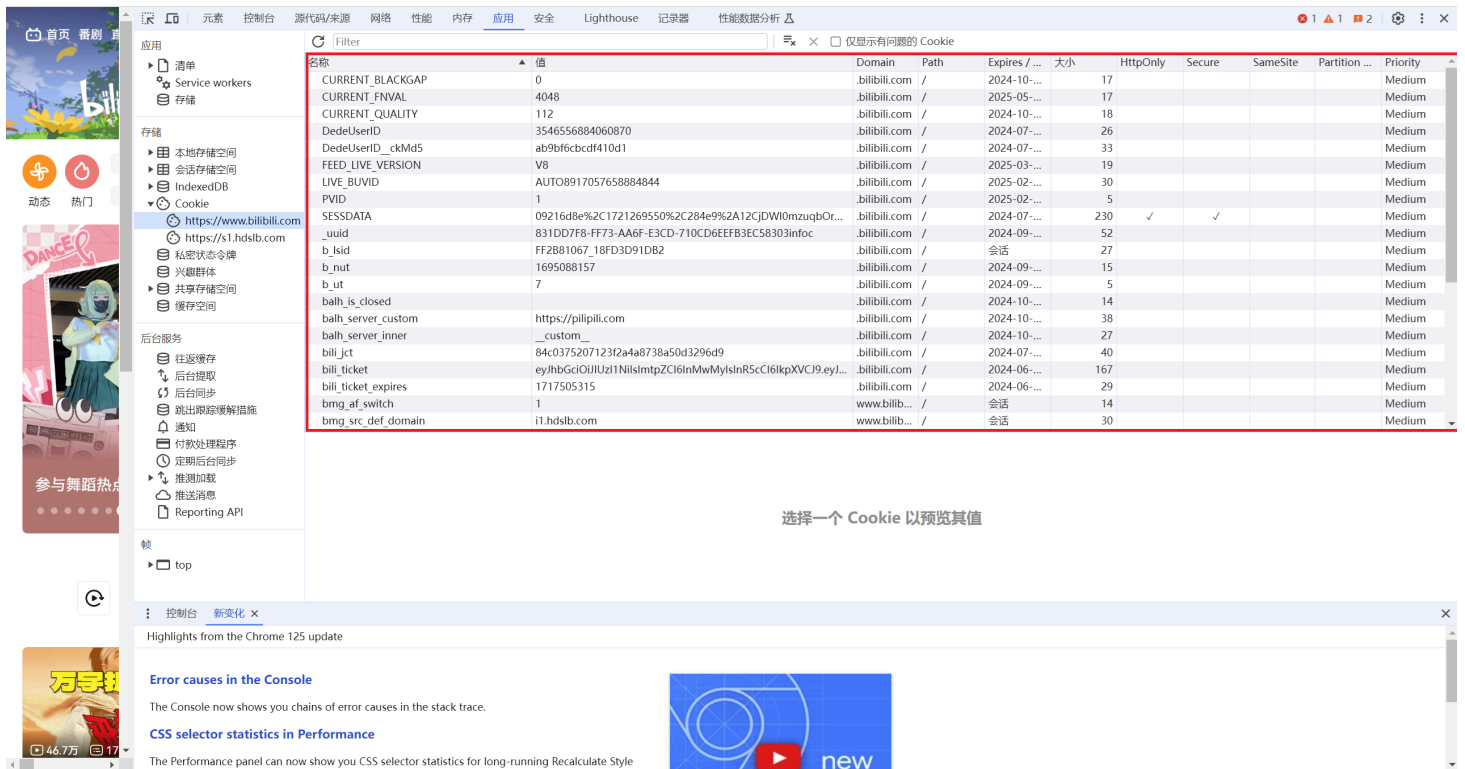 首页 番剧 直
动态 热门
DANCE
参与舞蹈热点
万字
46.7万 17
元素 控制台 源代码/来源 网络 性能 内存 应用 安全 Lighthouse 记录器 性能数据分析
1 1 2
应用
清单
Service workers
存储
存储
本地存储空间
会话存储空间
IndexedDB
Cookie
https://www.bilibili.com
https://s1.hdslb.com
私密状态令牌
兴趣群体
共享存储空间
缓存空间
后台服务
往返缓存
后台提取
后台同步
跳出跟踪缓解措施
通知
付款处理程序
定期后台同步
推测加载
推送消息
Reporting API
帧
top
Filter 仅显示有问题的 Cookie
名称 值 Domain Path Expires / ... 大小 HttpOnly Secure SameSite Partition ... Priority
CURRENT_BLACKGAP 0 .bilibili.com / 2024-10-... 17 Medium
CURRENT_FNVAL 4048 .bilibili.com / 2025-05-... 17 Medium
CURRENT_QUALITY 112 .bilibili.com / 2024-10-... 18 Medium
DedeUserID 3546556884060870 .bilibili.com / 2024-07-... 26 Medium
DedeUserID__ckMd5 ab9bf6cbcdf410d1 .bilibili.com / 2024-07-... 33 Medium
FEED_LIVE_VERSION V8 .bilibili.com / 2025-03-... 19 Medium
LIVE_BUVID AUTO8917057658884844 .bilibili.com / 2025-02-... 30 Medium
PVID 1 .bilibili.com / 2025-02-... 5 Medium
SESSDATA 09216d8e%2C1721269550%2C284e9%2A12CjDWI0mzuqbOr... .bilibili.com / 2024-07-... 230 ✓ ✓ Medium
_uuid 831DD7F8-FF73-AA6F-E3CD-710CD6EEFB3EC58303infoc .bilibili.com / 2024-09-... 52 Medium
b_lsid FF2B81067_18FD3D91DB2 .bilibili.com / 会话 27 Medium
b_nut 1695088157 .bilibili.com / 2024-09-... 15 Medium
b_ut 7 .bilibili.com / 2024-09-... 5 Medium
balh_is_closed .bilibili.com / 2024-10-... 14 Medium
balh_server_custom https://pilipili.com .bilibili.com / 2024-10-... 38 Medium
balh_server_inner __custom__ .bilibili.com / 2024-10-... 27 Medium
bili_jct 84c0375207123f2a4a8738a50d3296d9 .bilibili.com / 2024-07-... 40 Medium
bili_ticket eyJhbGciOiJIUzI1NiIsImtpZCI6InMwMyIsInR5cCI6IkpXVCJ9.eyJ... .bilibili.com / 2024-06-... 167 Medium
bili_ticket_expires 1717505315 .bilibili.com / 2024-06-... 29 Medium
bmg_af_switch 1 www.bilib... / 会话 14 Medium
bmg_src_def_domain i1.hdslb.com www.bilib... / 会话 30 Medium
选择一个 Cookie 以预览其值
控制台 新变化
Highlights from the Chrome 125 update
Error causes in the Console
The Console now shows you chains of error causes in the stack trace.
CSS selector statistics in Performance
The Performance panel can now show you CSS selector statistics for long-running Recalculate Style
new